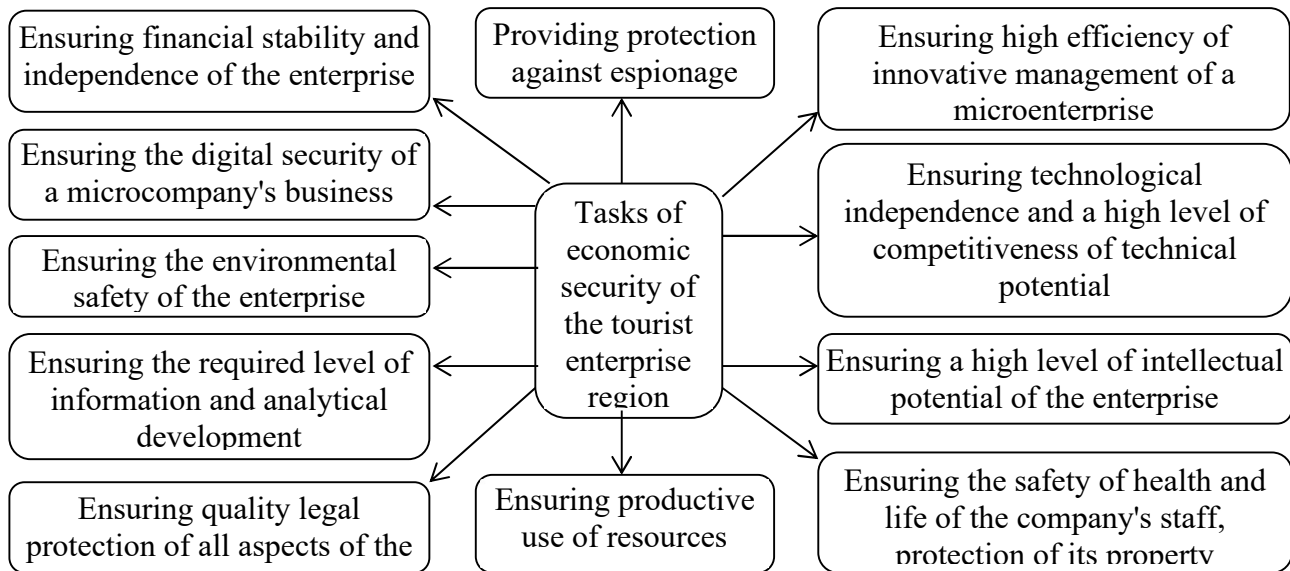 Ensuring financial stability and
independence of the enterprise
Providing protection
against espionage
Ensuring high efficiency of
innovative management of a
microenterprise
Ensuring the digital security of
a microcompany's business
Ensuring technological
independence and a high level of
competitiveness of technical
potential
Tasks of
economic
security of
the tourist
enterprise
region
Ensuring the environmental
safety of the enterprise
Ensuring the required level of
information and analytical
development
Ensuring a high level of intellectual
potential of the enterprise
Ensuring quality legal
protection of all aspects of the
Ensuring productive
use of resources
Ensuring the safety of health and
life of the company's staff,
protection of its property